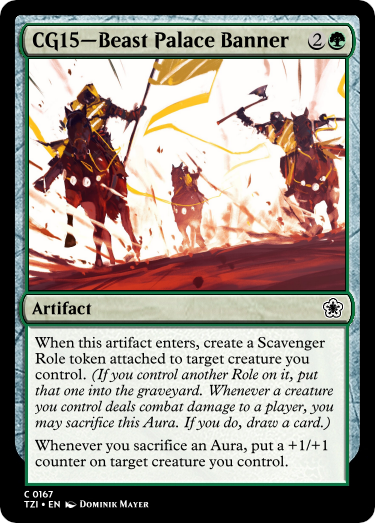 CG15—Beast Palace Banner 2
Artifact
When this artifact enters, create a Scavenger
Role token attached to target creature you
control. (If you control another Role on it, put
that one into the graveyard. Whenever a creature
you control deals combat damage to a player, you
may sacrifice this Aura. If you do, draw a card.)
Whenever you sacrifice an Aura, put a +1/+1
counter on target creature you control.
C 0167
TZI • EN Dominik Mayer